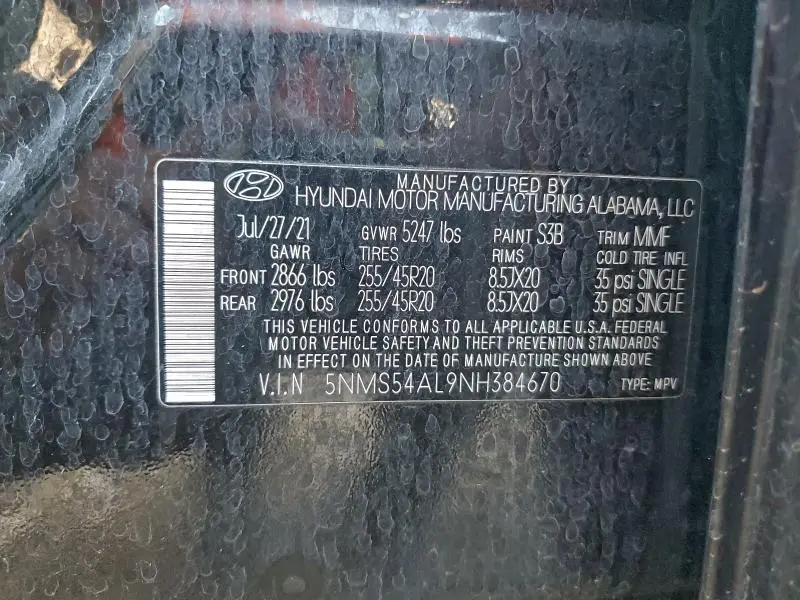 MANUFACTURED BY
HYUNDAI MOTOR MANUFACTURING ALABAMA, LLC
Jul/27/21 GVWR 5247 lbs PAINT S3B TRIM MMF
GAWR TIRES RIMS COLD TIRE INFL
FRONT 2866 lbs 255/45R20 8.5JX20 35 psi SINGLE
REAR 2976 lbs 255/45R20 8.5JX20 35 psi SINGLE
THIS VEHICLE CONFORMS TO ALL APPLICABLE U.S.A. FEDERAL
MOTOR VEHICLE SAFETY AND THEFT PREVENTION STANDARDS
IN EFFECT ON THE DATE OF MANUFACTURE SHOWN ABOVE.
V.I.N 5NMS54AL9NH384670 TYPE: MPV